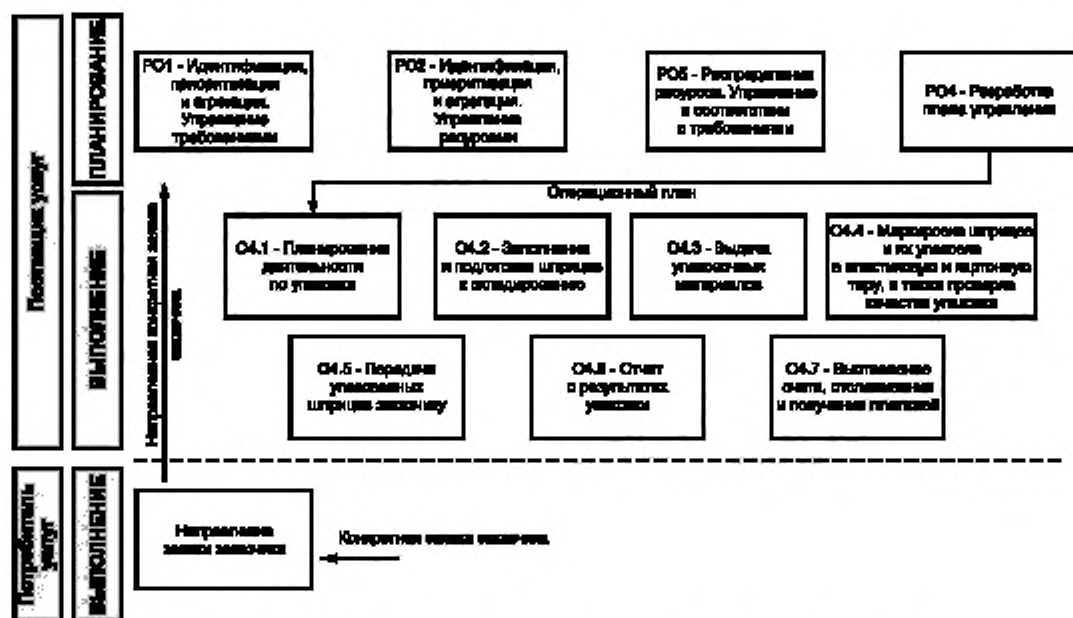 Поставщик услуг
ПЛАНИРОВАНИЕ
РО1 - Идентификация,
приоритизация
и агрегация.
Управление
требованиями
РО2 - Идентификация,
приоритизация
и агрегация.
Управление
ресурсами
РО5 - Распределение
ресурсов. Управление
в соответствии
с требованиями
РО4 - Разработка
плана управления
Операционный план
ВЫПОЛНЕНИЕ
Направление конкретной заявки
заказчика
О4.1 - Планирование
деятельности
по упаковке
О4.2 - Заполнение
и подготовка шприцев
к складированию
О4.3 - Выдача
упаковочных
материалов
О4.4 - Маркировка шприцев
и их упаковка
в пластиковую и картонную
тару, а также проверка
качества упаковки
О4.5 - Передача
упакованных
шприцев заказчику
О4.6 - Отчет
о результатах
упаковки
О4.7 - Выставление
счета,
и получение платежей
Потребитель
услуг
ВЫПОЛНЕНИЕ
Направление
заявки заказчика
Конкретная заявка заказчика